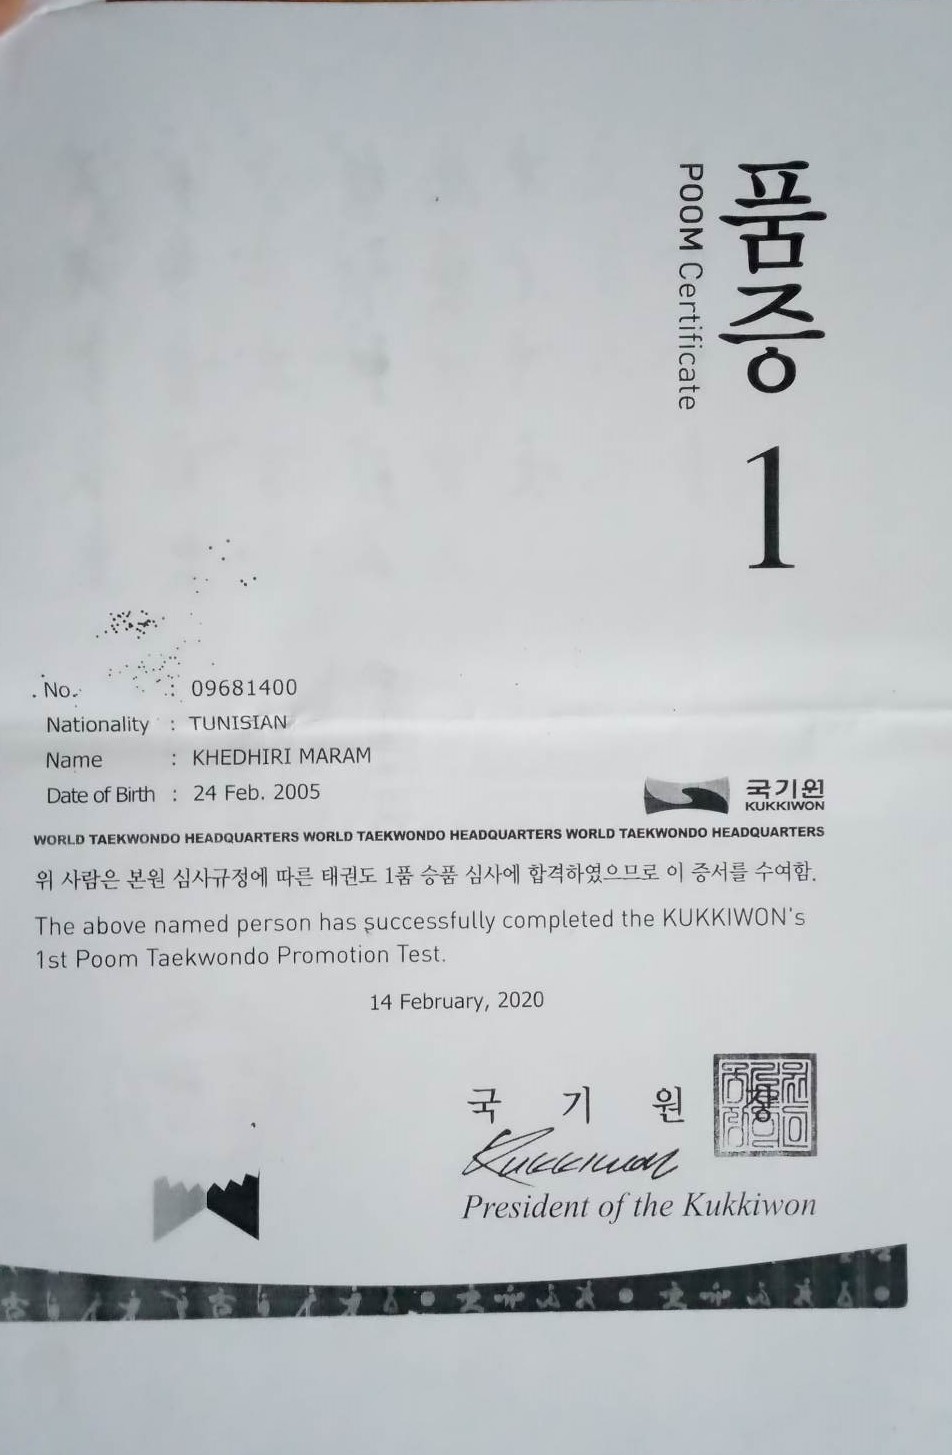 품증
POOM Certificate
1
No. : 09681400
Nationality : TUNISIAN
Name : KHEDHIRI MARAM
Date of Birth : 24 Feb. 2005
국기원
KUKKIWON
WORLD TAEKWONDO HEADQUARTERS WORLD TAEKWONDO HEADQUARTERS WORLD TAEKWONDO HEADQUARTERS
위 사람은 본원 심사규정에 따른 태권도 1품 승품 심사에 합격하였으므로 이 증서를 수여함.
The above named person has successfully completed the KUKKIWON's
1st Poom Taekwondo Promotion Test.
14 February, 2020
국 기 원 장
Kukkiwon
President of the Kukkiwon